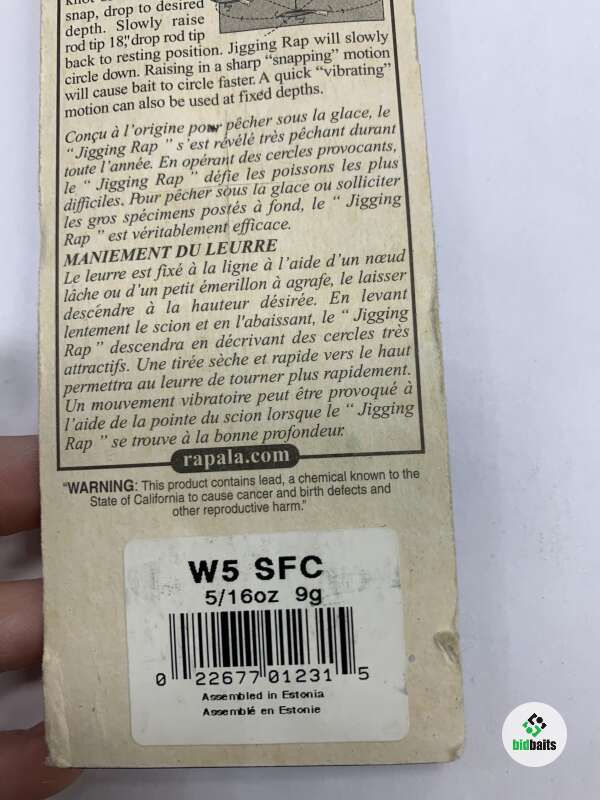 snap, drop to desired
depth. Slowly raise
rod tip 18", drop rod tip
back to resting position. Jigging Rap will slowly
circle down. Raising in a sharp “snapping” motion
will cause bait to circle faster. A quick “vibrating”
motion can also be used at fixed depths.
Conçu à l'origine pour pêcher sous la glace, le
“Jigging Rap ” s'est révélé très pêchant durant
toute l'année. En opérant des cercles provocants,
le “ Jigging Rap ” défie les poissons les plus
difficiles. Pour pêcher sous la glace ou solliciter
les gros spécimens postés à fond, le “ Jigging
Rap ” est véritablement efficace.
MANIEMENT DU LEURRE
Le leurre est fixé à la ligne à l'aide d'un nœud
lâche ou d'un petit émerillon à agrafe, le laisser
descéndre à la hauteur désirée. En levant
lentement le scion et en l'abaissant, le “ Jigging
Rap ” descendra en décrivant des cercles très
attractifs. Une tirée sèche et rapide vers le haut
permettra au leurre de tourner plus rapidement.
Un mouvement vibratoire peut être provoqué à
l'aide de la pointe du scion lorsque le “ Jigging
Rap ” se trouve à la bonne profondeur.
rapala.com
“WARNING: This product contains lead, a chemical known to the
State of California to cause cancer and birth defects and
other reproductive harm.”
W5 SFC
5/16oz 9g
0 22677 01231 5
Assembled in Estonia
Assemblé en Estonie
bidbaits